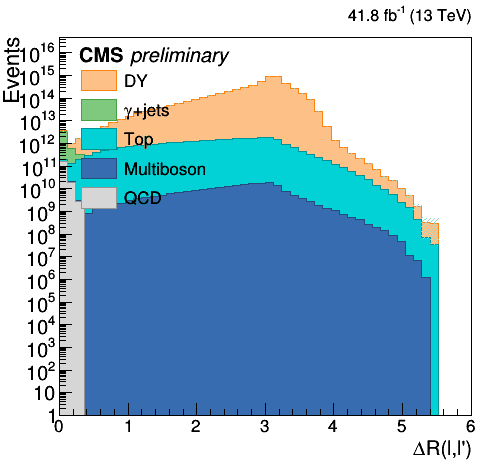 41.8 fb⁻¹ (13 TeV)
Events
CMS preliminary
DY
γ+jets
Top
Multiboson
QCD
10¹⁶
10¹⁵
10¹⁴
10¹³
10¹²
10¹¹
10¹⁰
10⁹
10⁸
10⁷
10⁶
10⁵
10⁴
10³
10²
10
1
0 1 2 3 4 5 6
ΔR(l,l')